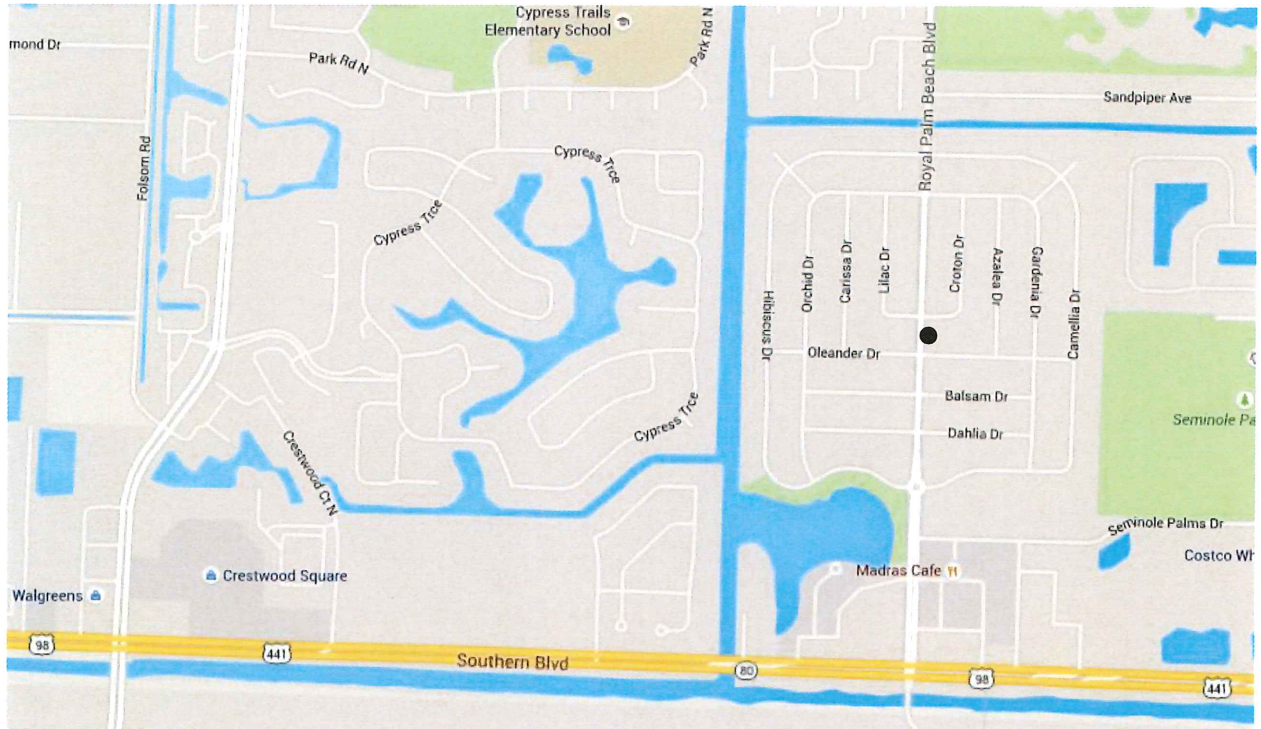 Cypress Trails
Elementary School
mond Dr
Park Rd N
Park Rd N
Royal Palm Beach Blvd
Sandpiper Ave
Folsom Rd
Cypress Trce
Cypress Trce
Orchid Dr
Carissa Dr
Lilac Dr
Croton Dr
Azalea Dr
Gardenia Dr
Hibiscus Dr
Camellia Dr
Oleander Dr
Balsam Dr
Cypress Trce
Dahlia Dr
Seminole Pa
Crestwood Ct N
Seminole Palms Dr
Costco Wh
Crestwood Square
Madras Cafe
Walgreens
98
441
Southern Blvd
80
98
441